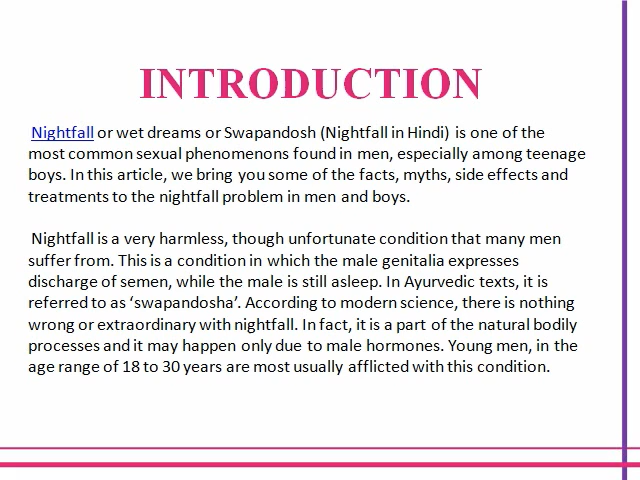 INTRODUCTION
Nightfall or wet dreams or Swapandosh (Nightfall in Hindi) is one of the
most common sexual phenomenons found in men, especially among teenage
boys. In this article, we bring you some of the facts, myths, side effects and
treatments to the nightfall problem in men and boys.
Nightfall is a very harmless, though unfortunate condition that many men
suffer from. This is a condition in which the male genitalia expresses
discharge of semen, while the male is still asleep. In Ayurvedic texts, it is
referred to as ‘swapandosha’. According to modern science, there is nothing
wrong or extraordinary with nightfall. In fact, it is a part of the natural bodily
processes and it may happen only due to male hormones. Young men, in the
age range of 18 to 30 years are most usually afflicted with this condition.